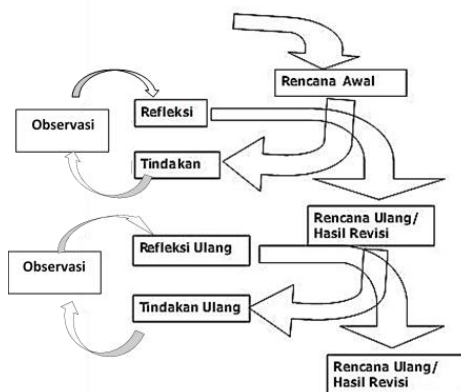 Rencana Awal
Refleksi
Observasi
Tindakan
Rencana Ulang/
Hasil Revisi
Refleksi Ulang
Observasi
Tindakan Ulang
Rencana Ulang/
Hasil Revisi